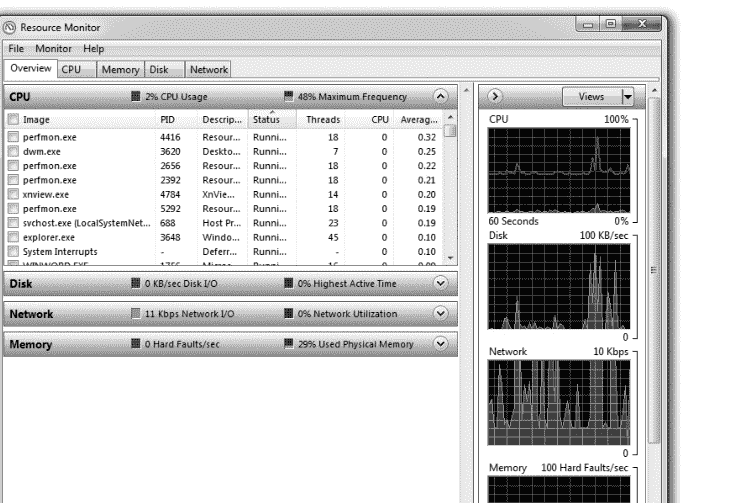 Resource Monitor
File Monitor Help
Overview CPU Memory Disk Network
CPU 2% CPU Usage 48% Maximum Frequency
Image PID Descrip... Status Threads CPU Averag...
perfmon.exe 4416 Resour... Runni... 18 0 0.32
dwm.exe 3620 Deskto... Runni... 7 0 0.25
perfmon.exe 2656 Resour... Runni... 18 0 0.22
perfmon.exe 2392 Resour... Runni... 18 0 0.21
xnview.exe 4784 XnVie... Runni... 14 0 0.20
perfmon.exe 5292 Resour... Runni... 18 0 0.19
svchost.exe (LocalSystemNet... 688 Host Pr... Runni... 23 0 0.19
explorer.exe 3648 Windo... Runni... 45 0 0.10
System Interrupts - Deferr... Runni... - 0 0.10
Disk 0 KB/sec Disk I/O 0% Highest Active Time
Network 11 Kbps Network I/O 0% Network Utilization
Memory 0 Hard Faults/sec 29% Used Physical Memory
Views
CPU 100%
60 Seconds 0%
Disk 100 KB/sec
0
Network 10 Kbps
0
Memory 100 Hard Faults/sec